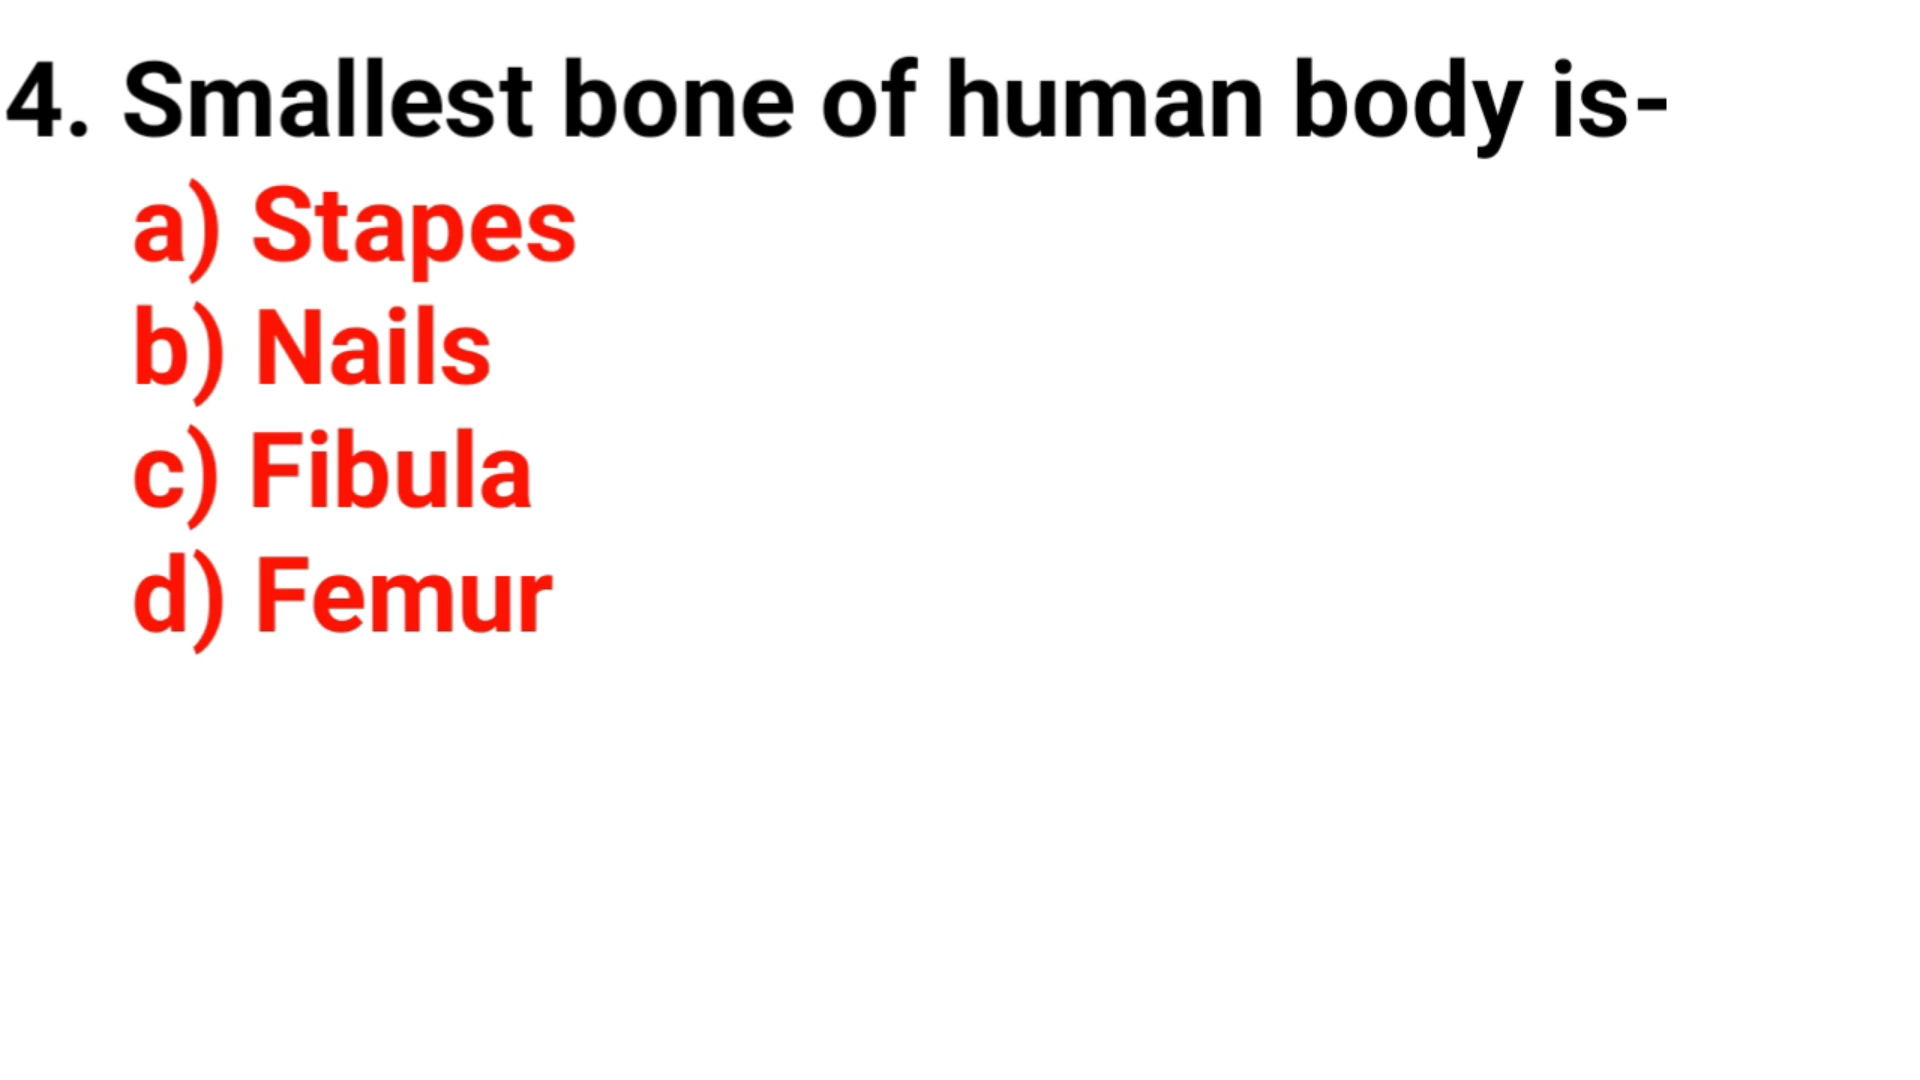 4. Smallest bone of human body is-
a) Stapes
b) Nails
c) Fibula
d) Femur